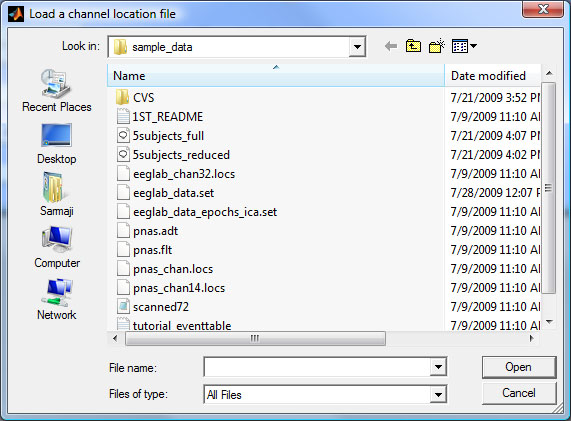 Load a channel location file
Look in: sample_data
Name Date modified
CVS 7/21/2009 3:52 PM
1ST_README 7/9/2009 11:10 A
5subjects_full 7/21/2009 4:07 PM
5subjects_reduced 7/21/2009 4:02 PM
eeglab_chan32.locs 7/9/2009 11:10 A
eeglab_data.set 7/28/2009 12:07 P
eeglab_data_epochs_ica.set 7/9/2009 11:10 A
pnas.adt 7/9/2009 11:10 A
pnas.flt 7/9/2009 11:10 A
pnas_chan.locs 7/9/2009 11:10 A
pnas_chan14.locs 7/9/2009 11:10 A
scanned72 7/9/2009 11:10 A
tutorial_eventtable 7/9/2009 11:10 A
Recent Places
Desktop
Sarmaji
Computer
Network
File name:
Open
Files of type: All Files
Cancel